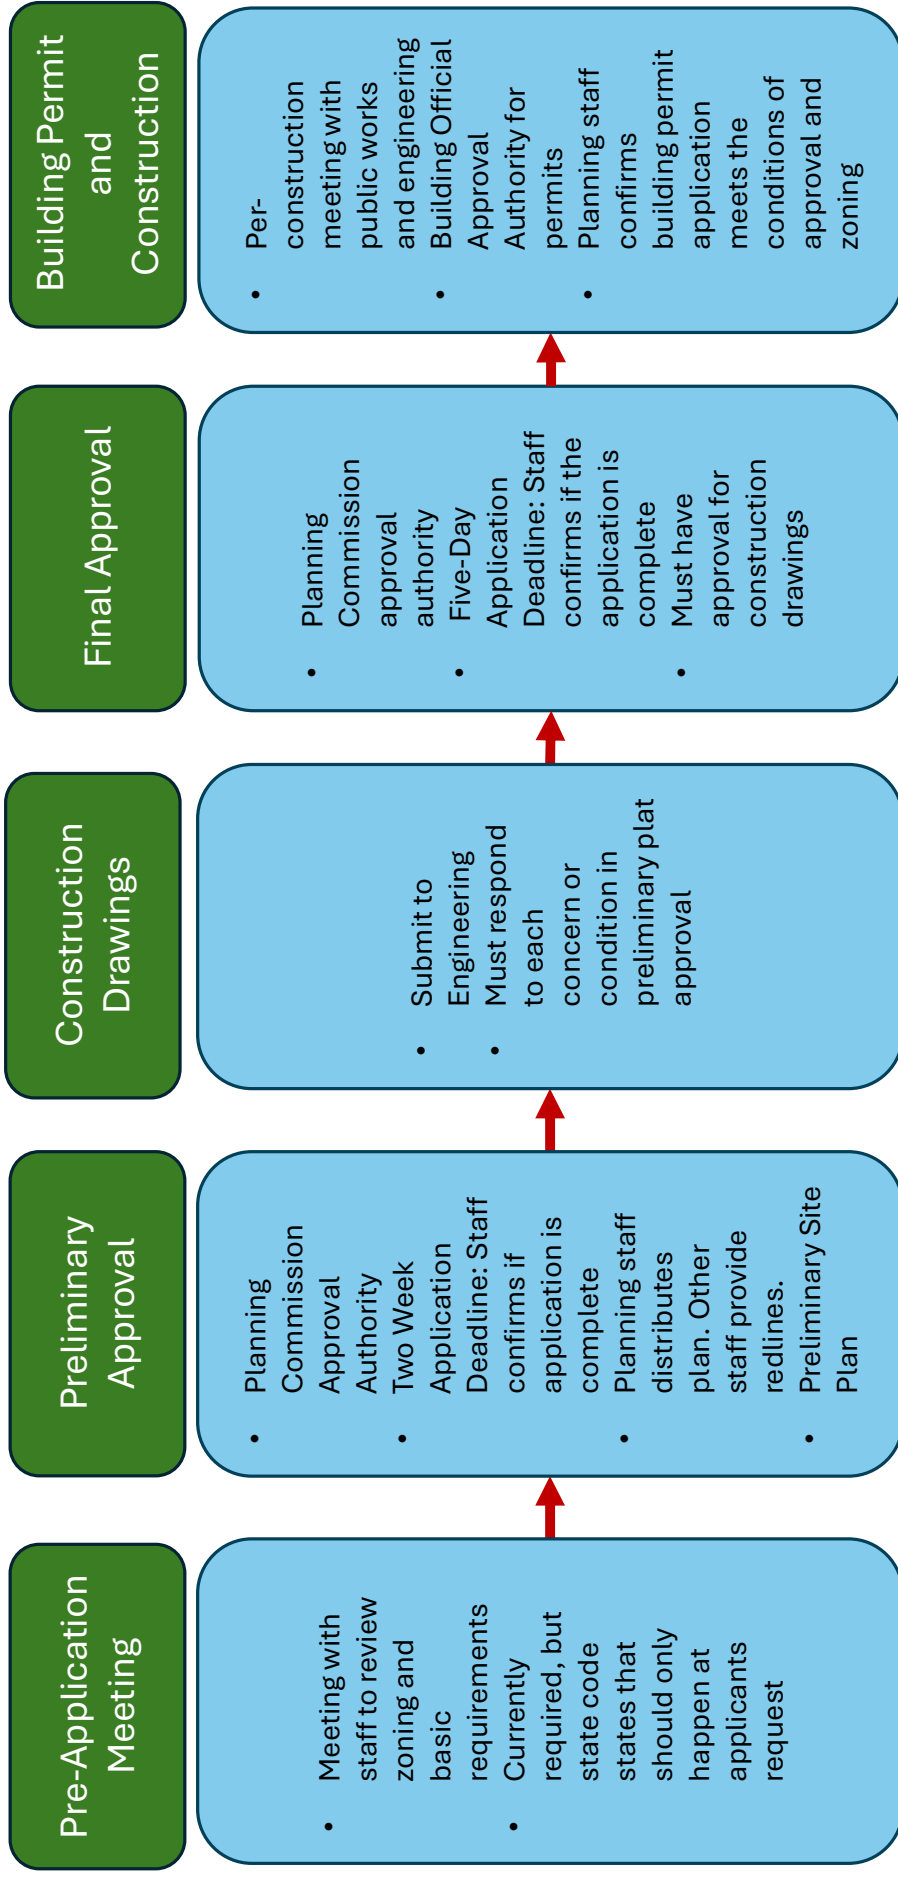 Pre-Application
Meeting
• Meeting with
staff to review
zoning and
basic
requirements
• Currently
required, but
state code
states that
should only
happen at
applicants
request
Preliminary
Approval
• Planning
Commission
Approval
Authority
• Two Week
Application
Deadline: Staff
confirms if
application is
complete
• Planning staff
distributes
plan. Other
staff provide
redlines.
• Preliminary Site
Plan
Construction
Drawings
• Submit to
Engineering
• Must respond
to each
concern or
condition in
preliminary plat
approval
Final Approval
• Planning
Commission
approval
authority
• Five-Day
Application
Deadline: Staff
confirms if the
application is
complete
• Must have
approval for
construction
drawings
Building Permit
and
Construction
• Per-
construction
meeting with
public works
and engineering
• Building Official
Approval
Authority for
permits
• Planning staff
confirms
building permit
application
meets the
conditions of
approval and
zoning